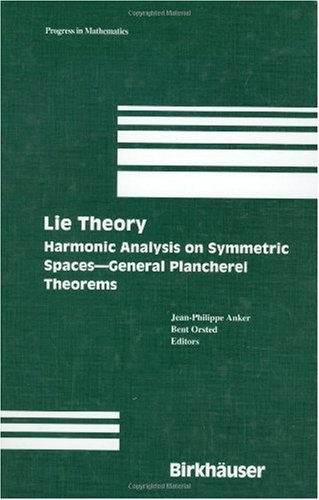 Progress in Mathematics
Lie Theory
Harmonic Analysis on Symmetric
Spaces—General Plancherel
Theorems
Jean-Philippe Anker
Bent Orsted
Editors
Birkhäuser